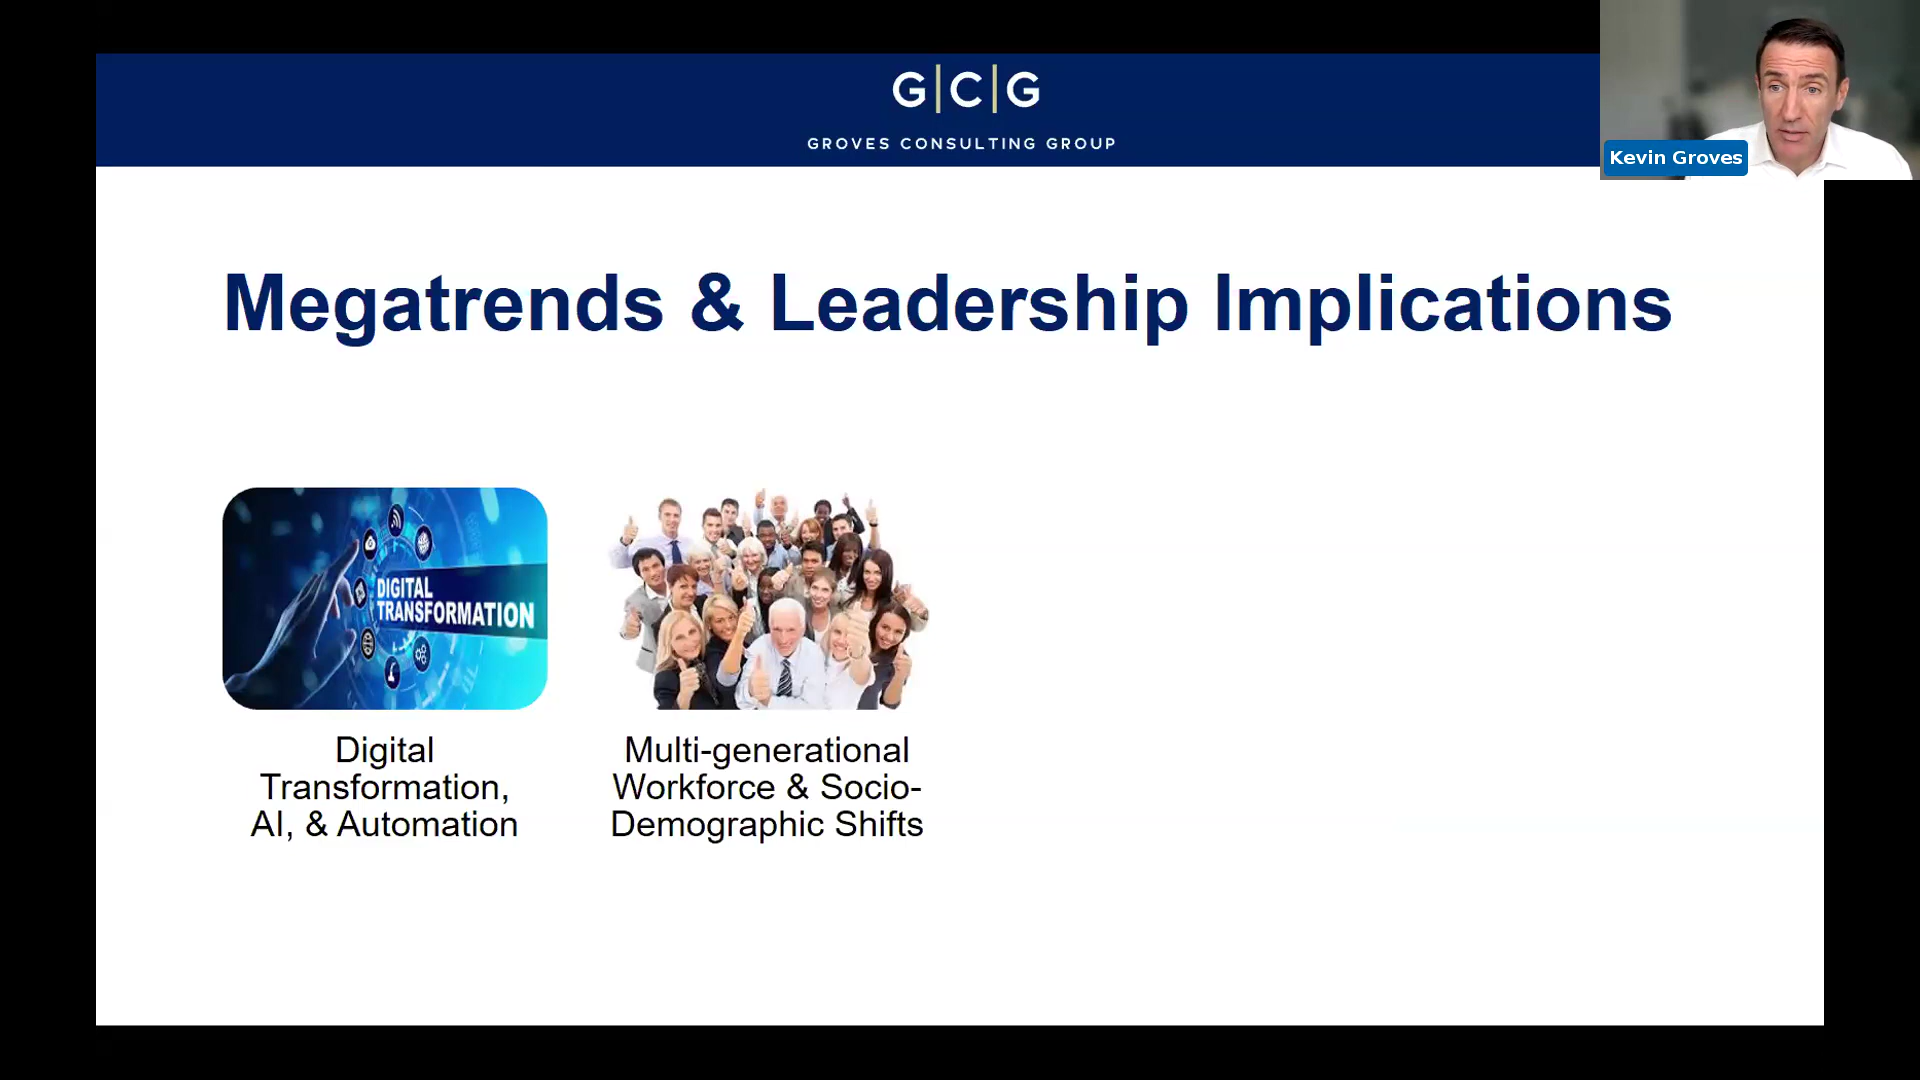 G|C|G
GROVES CONSULTING GROUP
Kevin Groves
Megatrends & Leadership Implications
DIGITAL
TRANSFORMATION
Digital
Transformation,
AI, & Automation
Multi-generational
Workforce & Socio-
Demographic Shifts